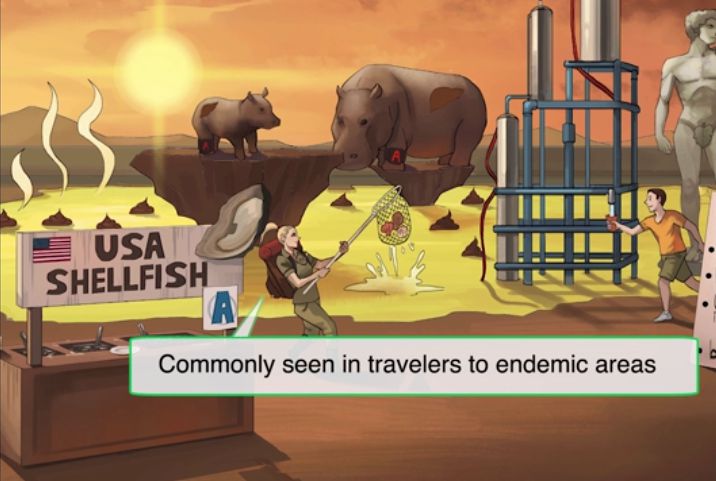 A
A
USA
SHELLFISH
A
Commonly seen in travelers to endemic areas